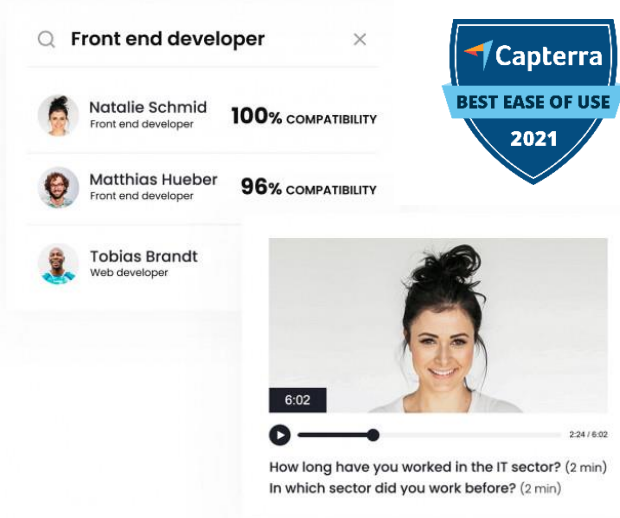 Front end developer
Natalie Schmid
Front end developer
100% COMPATIBILITY
Matthias Hueber
Front end developer
96% COMPATIBILITY
Tobias Brandt
Web developer
Capterra
BEST EASE OF USE
2021
6:02
2:24 / 6:02
How long have you worked in the IT sector? (2 min)
In which sector did you work before? (2 min)